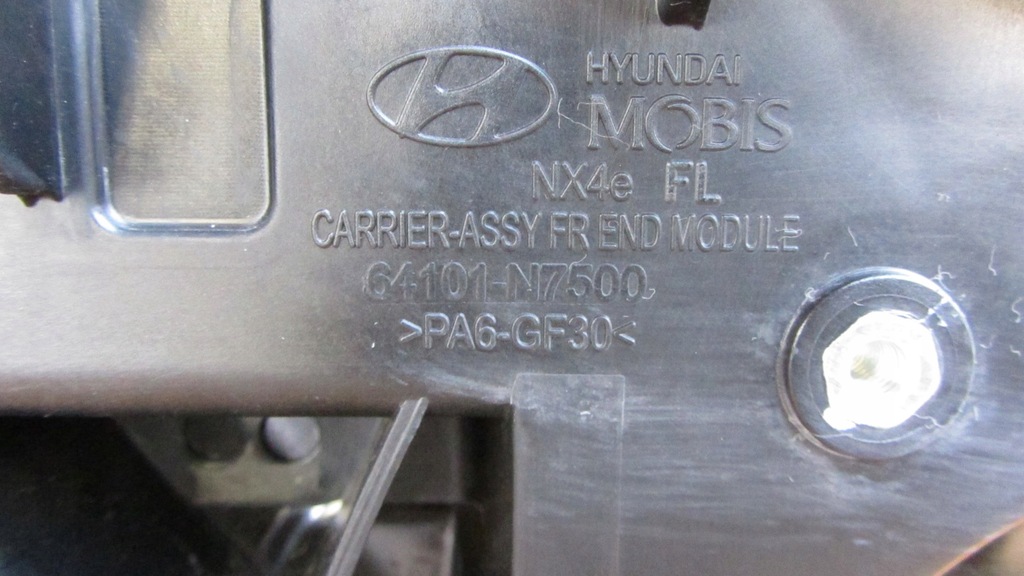 HYUNDAI
MOBIS
NX4e FL
CARRIER-ASSY FR END MODULE
64101-N7500
>PA6-GF30<